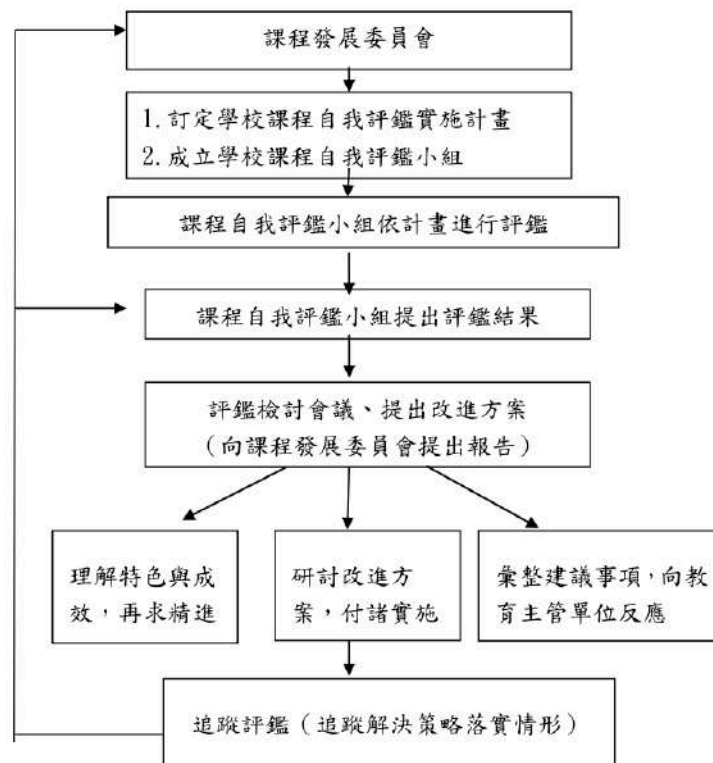 課程發展委員會
1. 訂定學校課程自我評鑑實施計畫
2. 成立學校課程自我評鑑小組
課程自我評鑑小組依計畫進行評鑑
課程自我評鑑小組提出評鑑結果
評鑑檢討會議、提出改進方案
(向課程發展委員會提出報告)
理解特色與成
效，再求精進
研討改進方
案，付諸實施
彙整建議事項，向教
育主管單位反應
追蹤評鑑(追蹤解決策略落實情形)